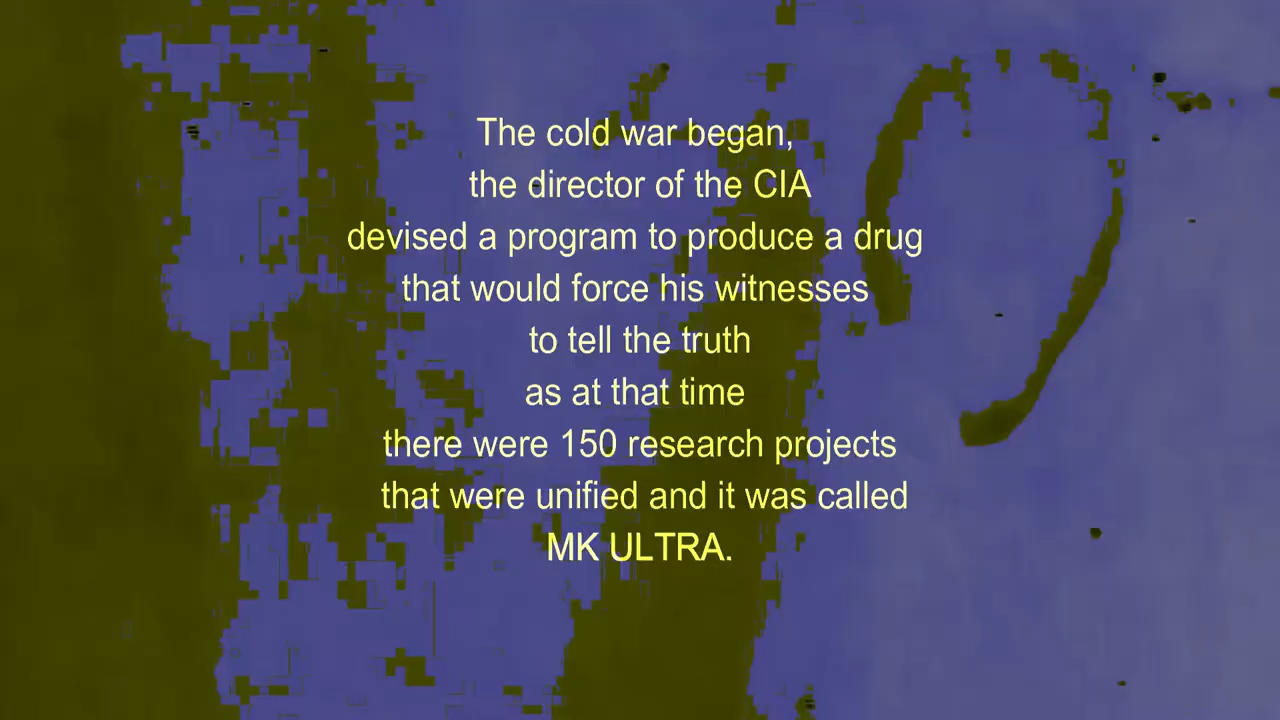 The cold war began,
the director of the CIA
devised a program to produce a drug
that would force his witnesses
to tell the truth
as at that time
there were 150 research projects
that were unified and it was called
MK ULTRA.